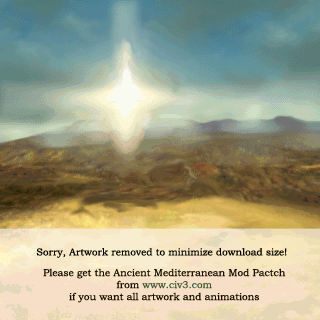 Sorry, Artwork removed to minimize download size!
Please get the Ancient Mediterranean Mod Pactch
from www.civ3.com
if you want all artwork and animations